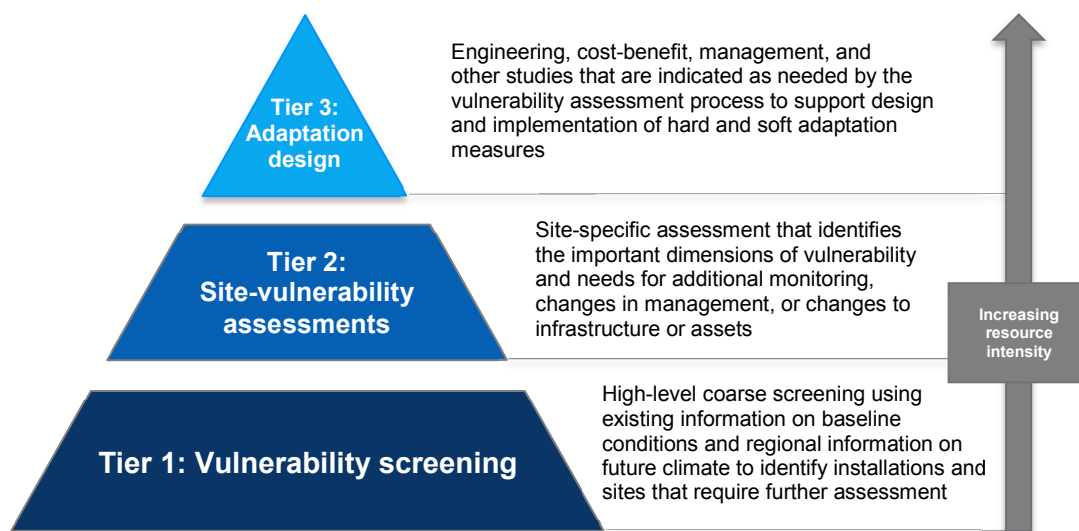 Tier 3:
Adaptation
design
Engineering, cost-benefit, management, and
other studies that are indicated as needed by the
vulnerability assessment process to support design
and implementation of hard and soft adaptation
measures
Tier 2:
Site-vulnerability
assessments
Site-specific assessment that identifies
the important dimensions of vulnerability
and needs for additional monitoring,
changes in management, or changes to
infrastructure or assets
Increasing
resource
intensity
Tier 1: Vulnerability screening
High-level coarse screening using
existing information on baseline
conditions and regional information on
future climate to identify installations and
sites that require further assessment